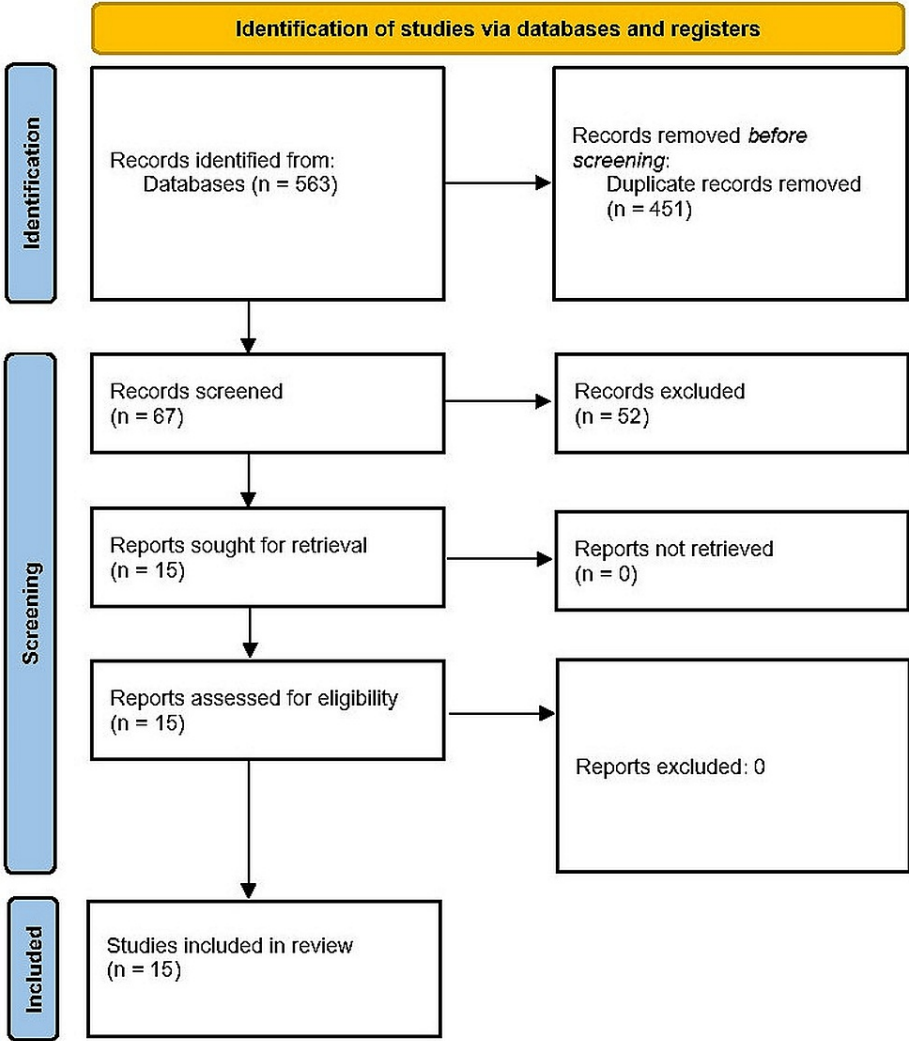 Identification of studies via databases and registers
Identification
Records identified from:
Databases (n = 563)
Records removed before
screening:
Duplicate records removed
(n = 451)
Screening
Records screened
(n = 67)
Records excluded
(n = 52)
Reports sought for retrieval
(n = 15)
Reports not retrieved
(n = 0)
Reports assessed for eligibility
(n = 15)
Reports excluded: 0
Included
Studies included in review
(n = 15)